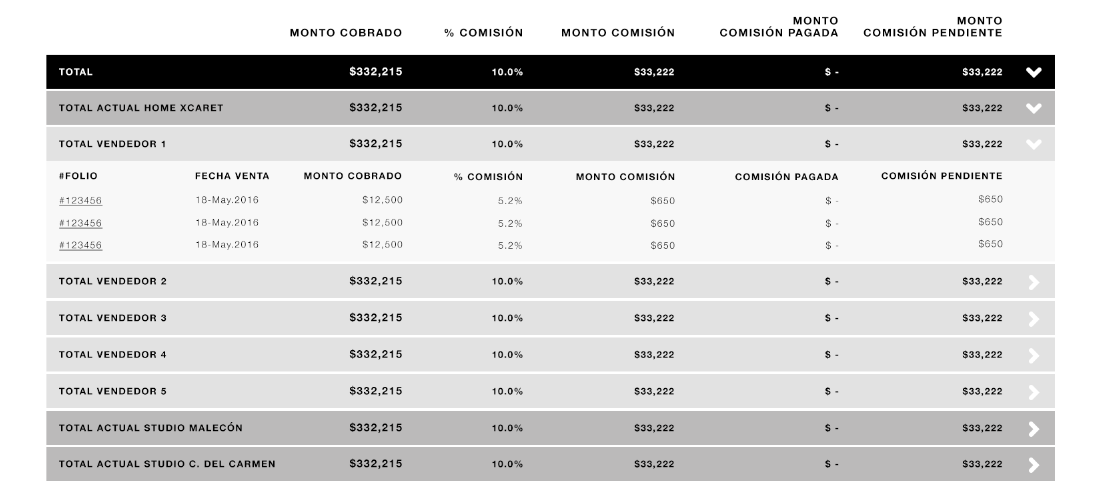 MONTO COBRADO % COMISIÓN MONTO COMISIÓN MONTO COMISIÓN PAGADA MONTO COMISIÓN PENDIENTE
TOTAL $332,215 10.0% $33,222 $ - $33,222
TOTAL ACTUAL HOME XCARET $332,215 10.0% $33,222 $ - $33,222
TOTAL VENDEDOR 1 $332,215 10.0% $33,222 $ - $33,222
#FOLIO FECHA VENTA MONTO COBRADO % COMISIÓN MONTO COMISIÓN COMISIÓN PAGADA COMISIÓN PENDIENTE
#123456 18-May.2016 $12,500 5.2% $650 $ - $650
#123456 18-May.2016 $12,500 5.2% $650 $ - $650
#123456 18-May.2016 $12,500 5.2% $650 $ - $650
TOTAL VENDEDOR 2 $332,215 10.0% $33,222 $ - $33,222
TOTAL VENDEDOR 3 $332,215 10.0% $33,222 $ - $33,222
TOTAL VENDEDOR 4 $332,215 10.0% $33,222 $ - $33,222
TOTAL VENDEDOR 5 $332,215 10.0% $33,222 $ - $33,222
TOTAL ACTUAL STUDIO MALECÓN $332,215 10.0% $33,222 $ - $33,222
TOTAL ACTUAL STUDIO C. DEL CARMEN $332,215 10.0% $33,222 $ - $33,222